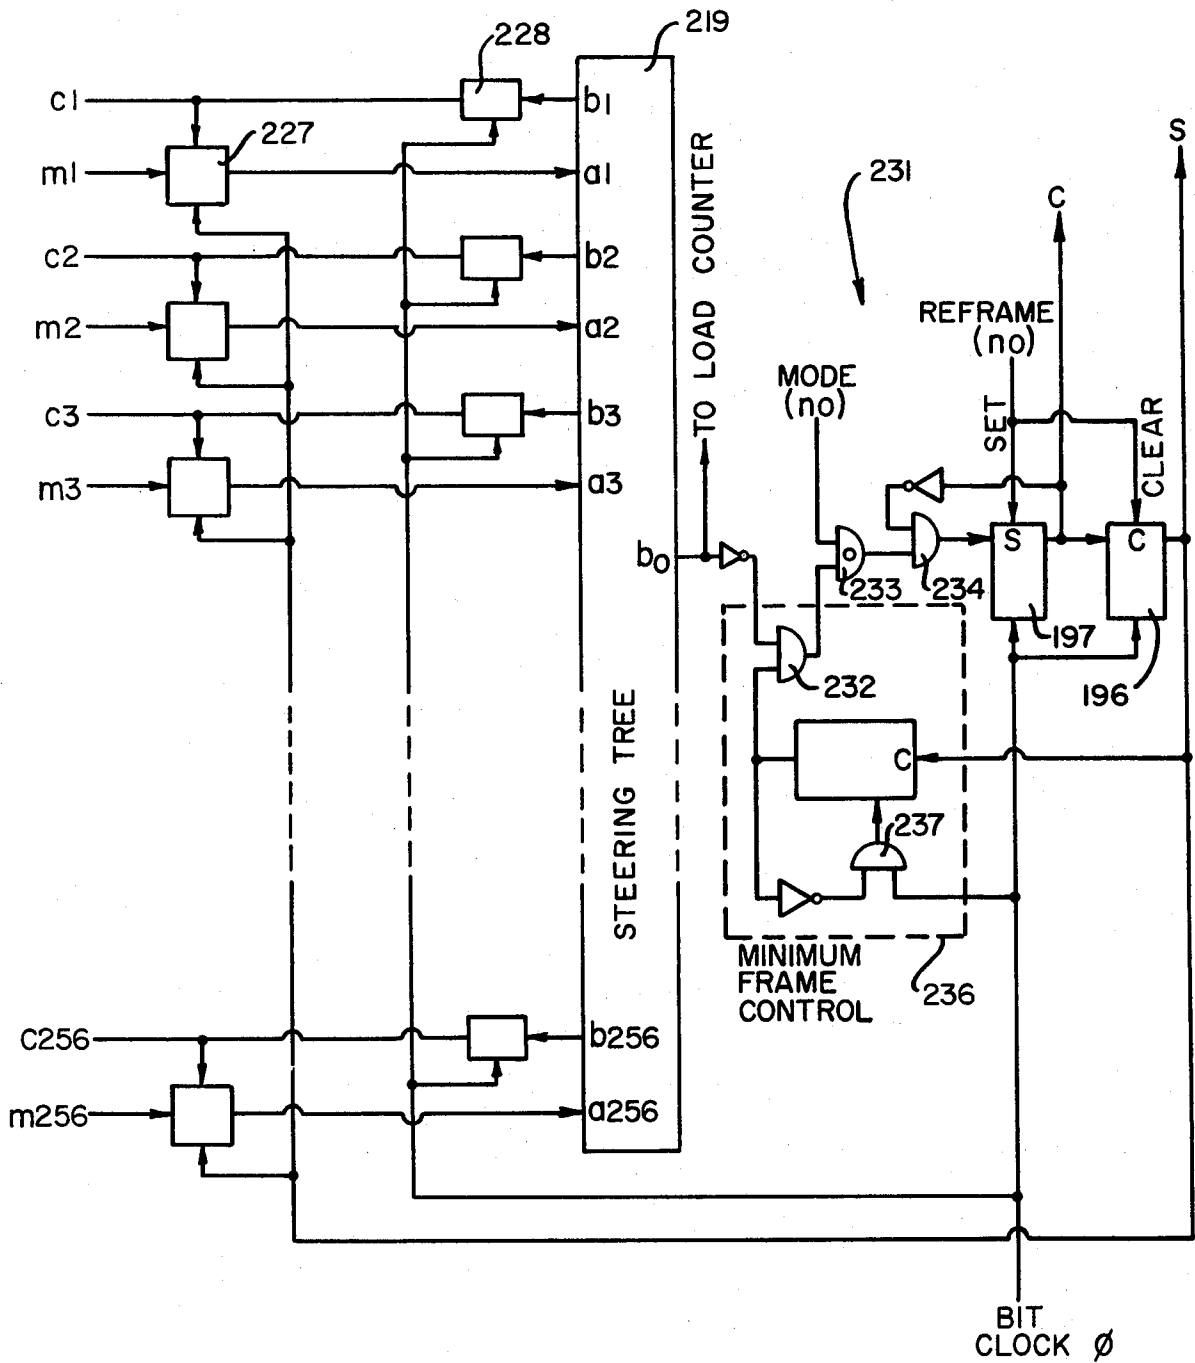 219
228
c1
b1
227
m1
a1
c2
b2
m2
a2
c3
b3
m3
a3
bo
TO LOAD COUNTER
231
S
C
REFRAME
(no)
MODE
(no)
SET
CLEAR
S
C
233
234
197
196
232
C
237
STEERING TREE
MINIMUM
FRAME
CONTROL
236
c256
b256
m256
a256
BIT
CLOCK Ø